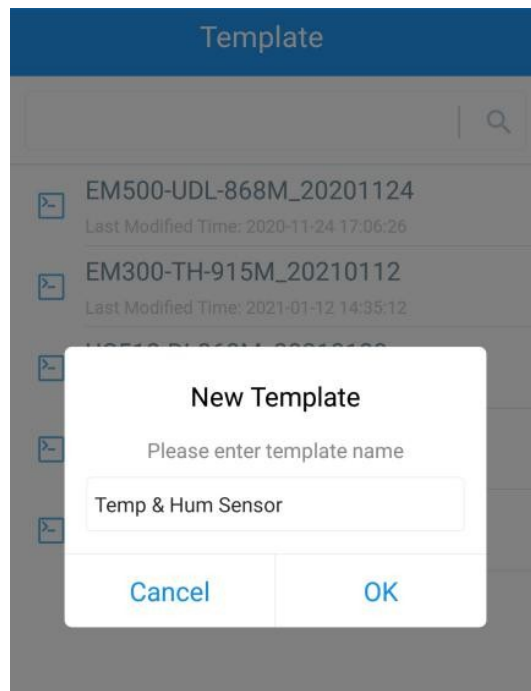 Template
EM500-UDL-868M_20201124
Last Modified Time: 2020-11-24 17:06:26
EM300-TH-915M_20210112
Last Modified Time: 2021-01-12 14:35:12
New Template
Please enter template name
Temp & Hum Sensor
Cancel
OK